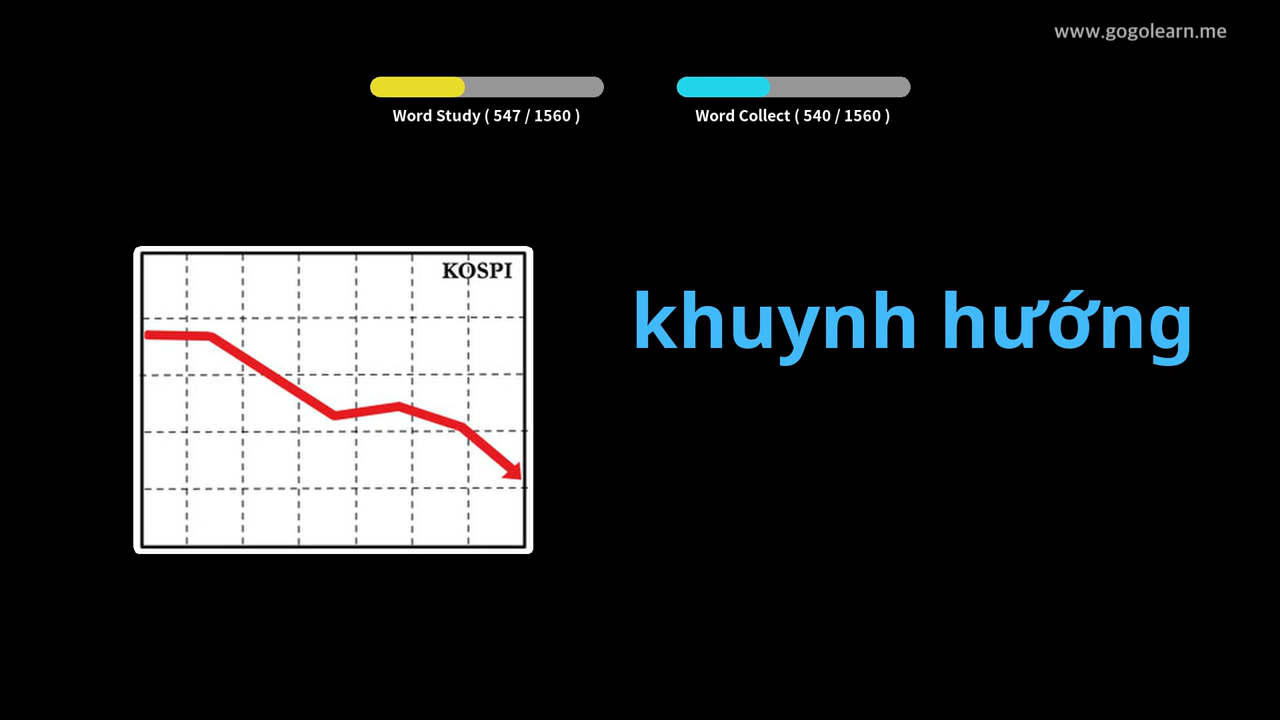 www.gogolearn.me
Word Study ( 547 / 1560 )
Word Collect ( 540 / 1560 )
KOSPI
khuynh hướng